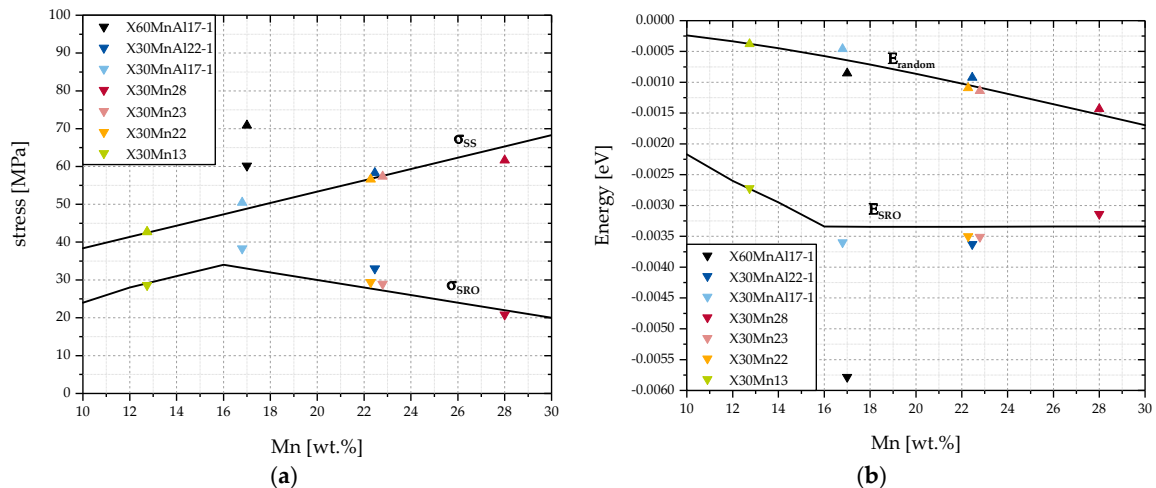 100
90
80
70
60
50
40
30
20
10
0
stress [MPa]
X60MnAl17-1
X30MnAl22-1
X30MnAl17-1
X30Mn28
X30Mn23
X30Mn22
X30Mn13
σSS
σSRO
10 12 14 16 18 20 22 24 26 28 30
Mn [wt.%]
(a)
0.0000
-0.0005
-0.0010
-0.0015
-0.0020
-0.0025
-0.0030
-0.0035
-0.0040
-0.0045
-0.0050
-0.0055
-0.0060
Energy [eV]
Erandom
ESRO
X60MnAl17-1
X30MnAl22-1
X30MnAl17-1
X30Mn28
X30Mn23
X30Mn22
X30Mn13
10 12 14 16 18 20 22 24 26 28 30
Mn [wt.%]
(b)